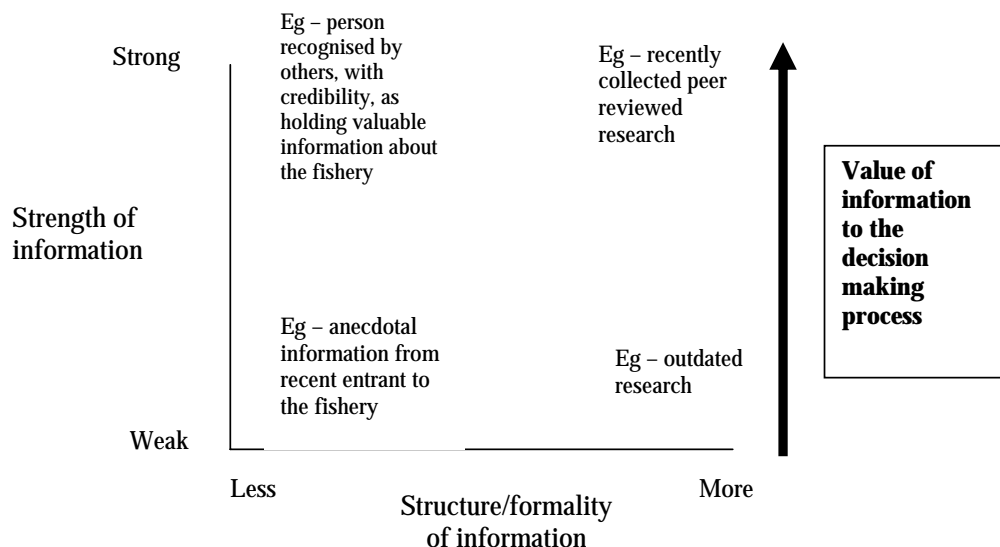 Strong
Eg – person
recognised by
others, with
credibility, as
holding valuable
information about
the fishery
Eg – recently
collected peer
reviewed
research
Value of
information
to the
decision
making
process
Strength of
information
Eg – anecdotal
information from
recent entrant to
the fishery
Eg – outdated
research
Weak
Less
Structure/formality
of information
More